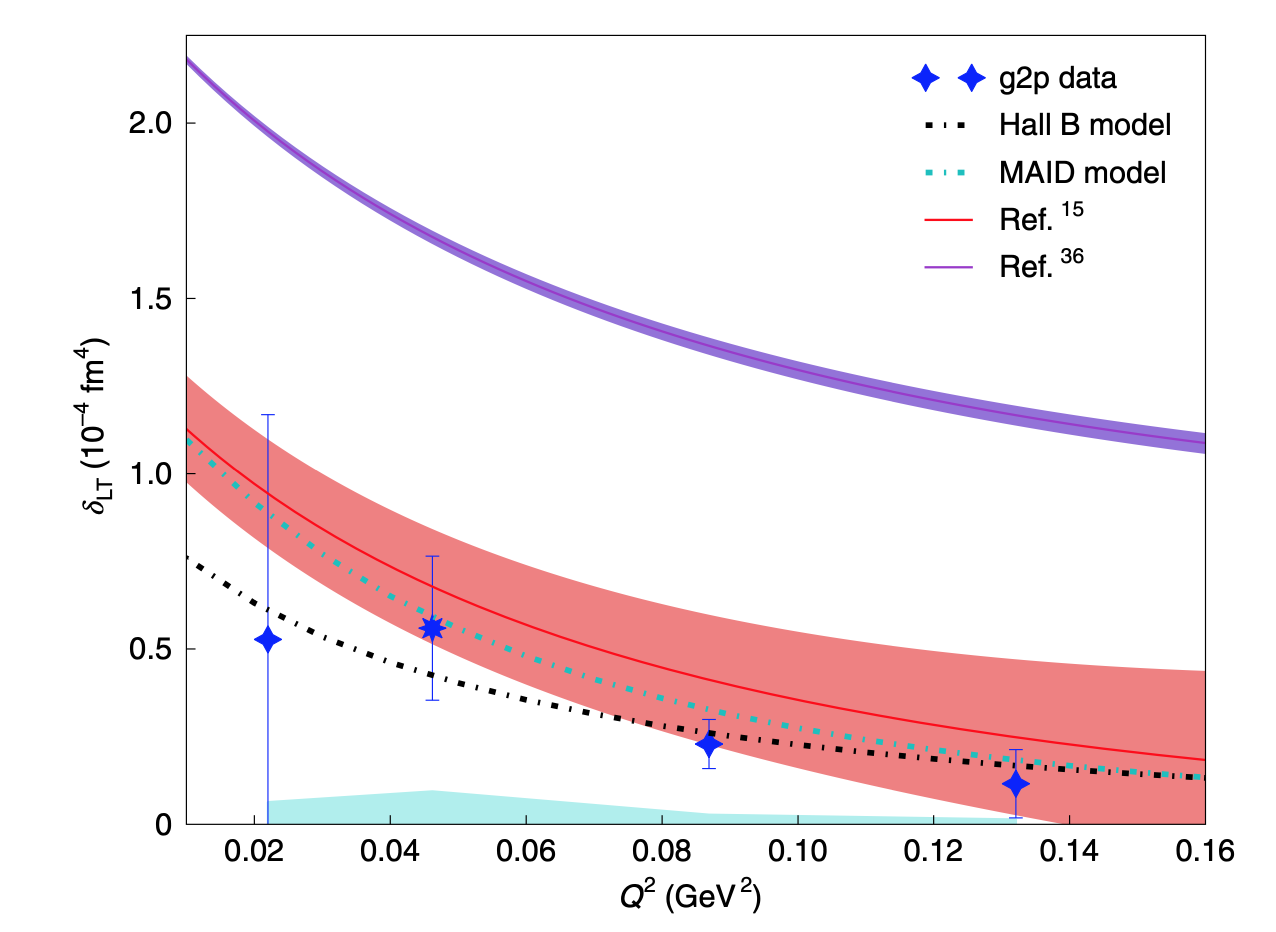 g2p data
Hall B model
MAID model
Ref. 15
Ref. 36
2.0
1.5
1.0
0.5
0
δLT (10−4 fm4)
0.02 0.04 0.06 0.08 0.10 0.12 0.14 0.16
Q2 (GeV2)